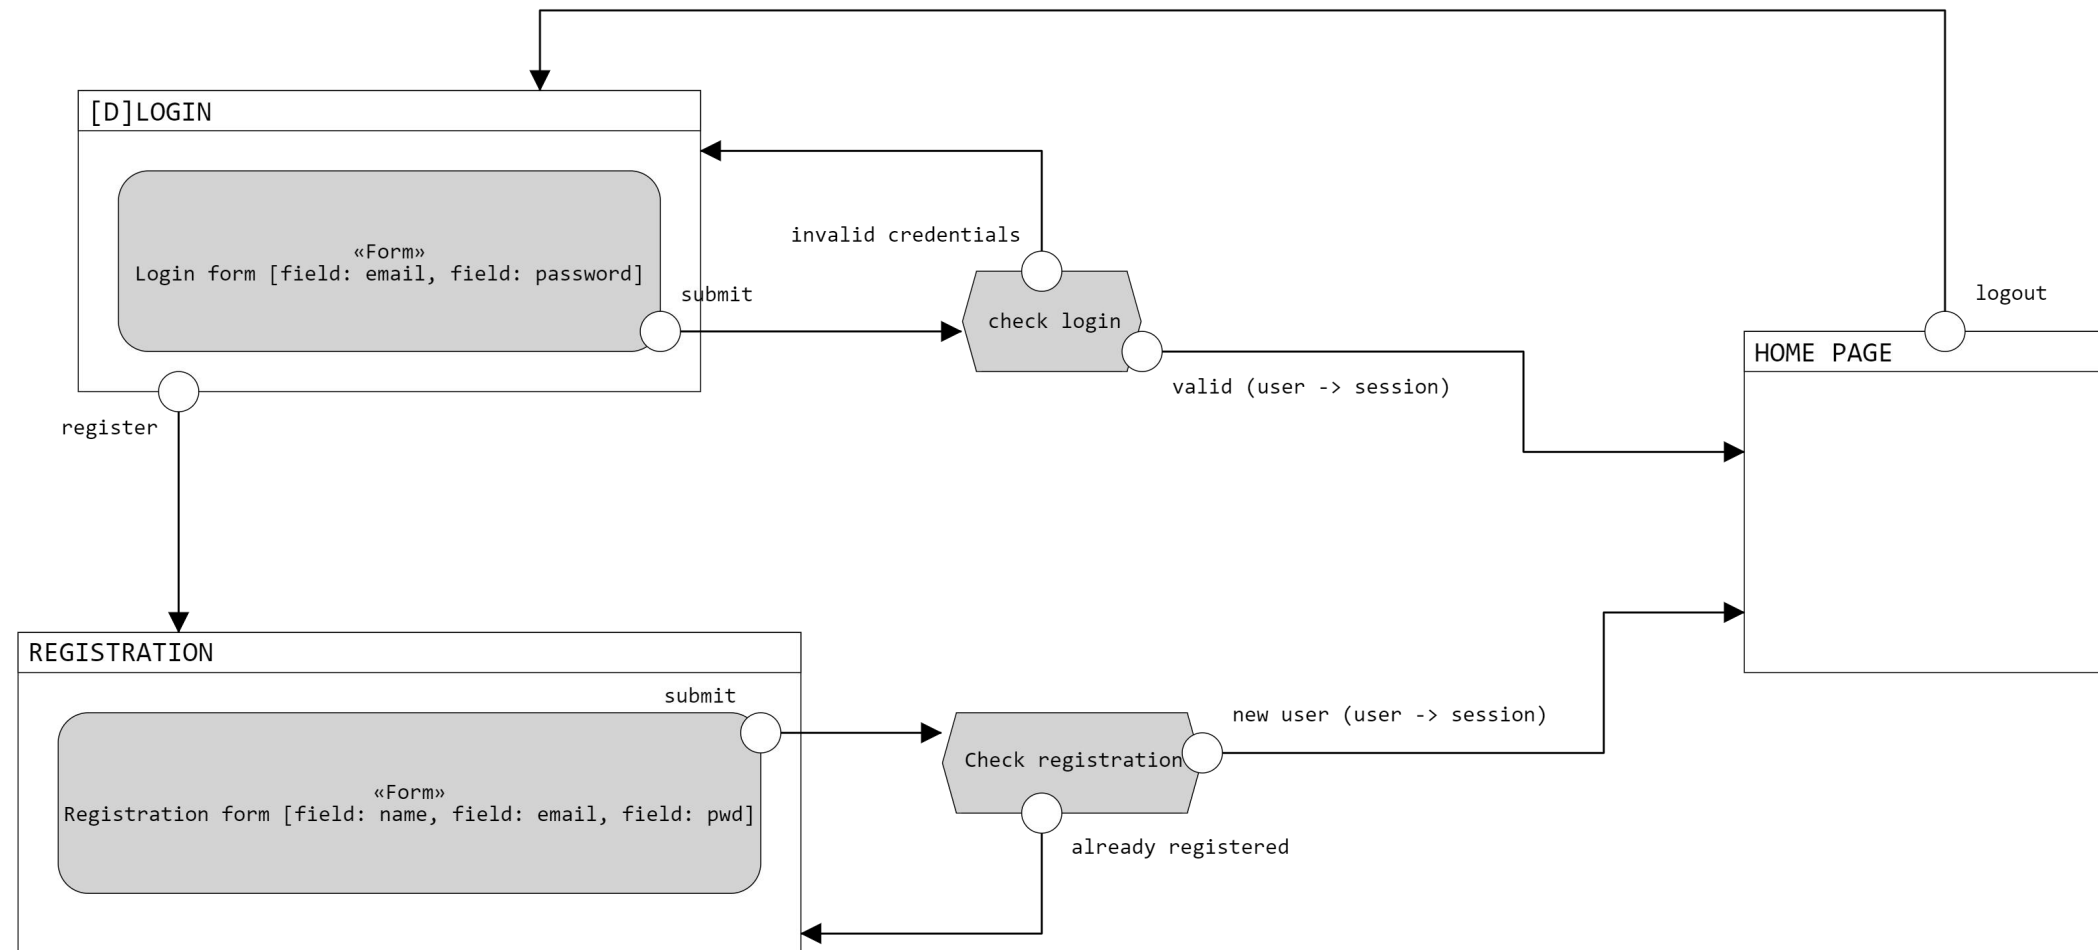 [D]LOGIN
«Form»
Login form [field: email, field: password]
submit
invalid credentials
check login
valid (user -> session)
logout
HOME PAGE
register
REGISTRATION
submit
«Form»
Registration form [field: name, field: email, field: pwd]
Check registration
new user (user -> session)
already registered